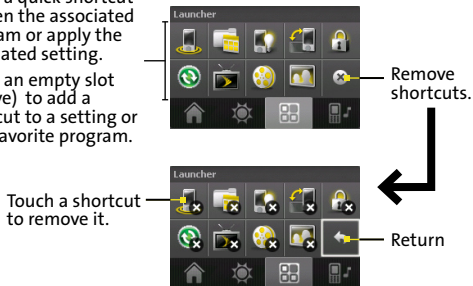 a quick shortcut
en the associated
am or apply the
ated setting.
an empty slot
ve) to add a
cut to a setting or
avorite program.
Launcher
Remove
shortcuts.
Launcher
Touch a shortcut
to remove it.
Return